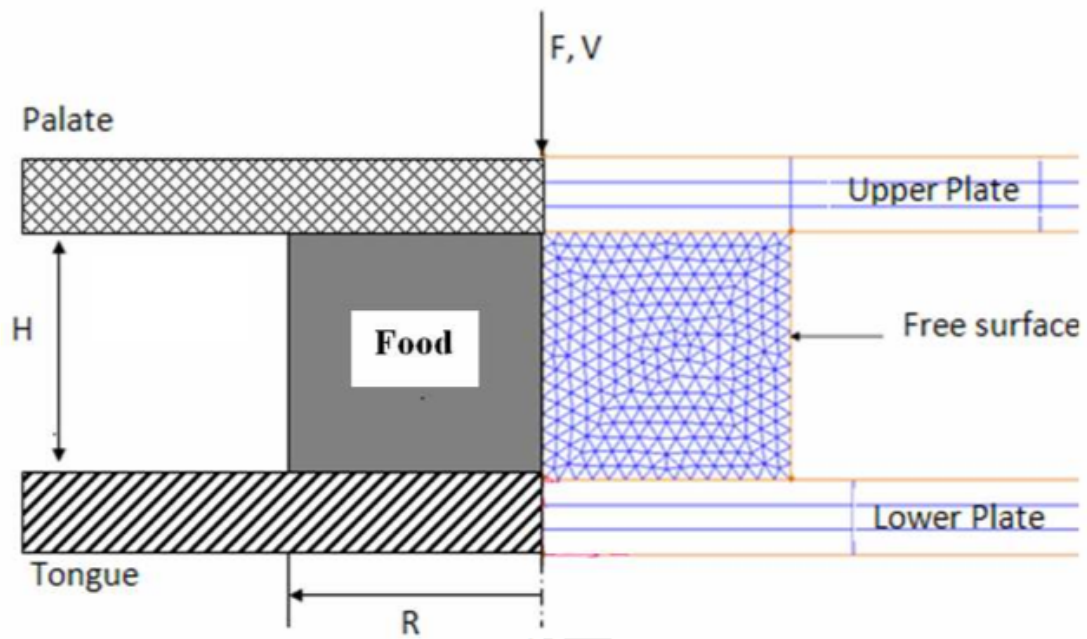 F, V
Palate
Upper Plate
H
Food
Free surface
Lower Plate
Tongue
R